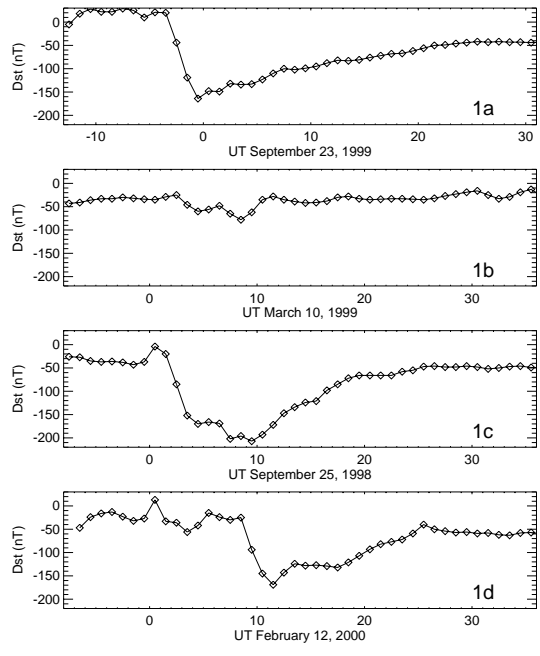 0
-50
-100
-150
-200
Dst (nT)
1a
-10 0 10 20 30
UT September 23, 1999
0
-50
-100
-150
-200
Dst (nT)
1b
0 10 20 30
UT March 10, 1999
0
-50
-100
-150
-200
Dst (nT)
1c
0 10 20 30
UT September 25, 1998
0
-50
-100
-150
-200
Dst (nT)
1d
0 10 20 30
UT February 12, 2000